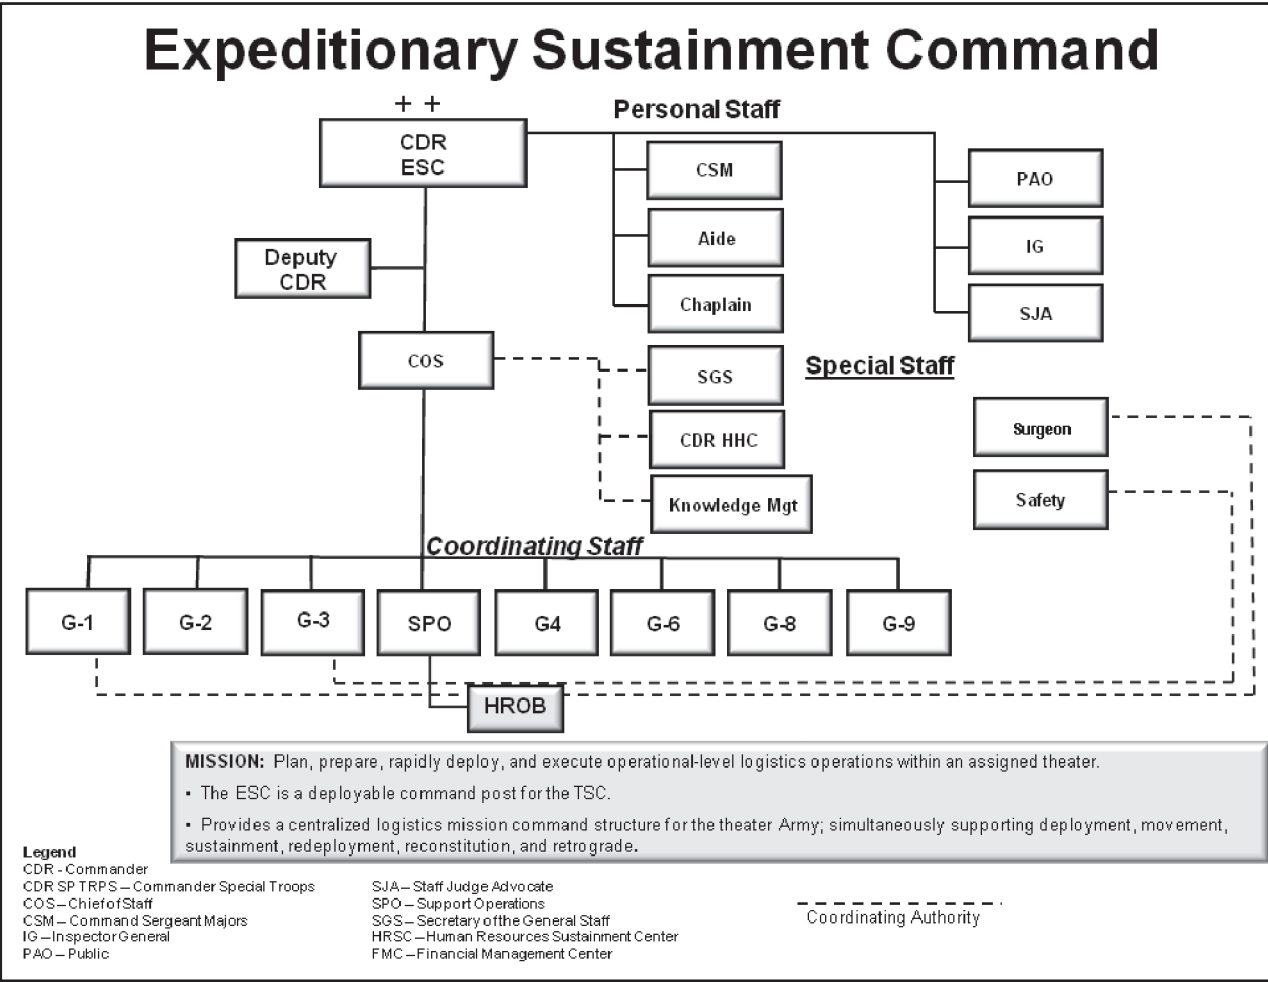 Expeditionary Sustainment Command
+ +
CDR
ESC
Personal Staff
CSM
Aide
Chaplain
PAO
IG
SJA
Deputy
CDR
COS
SGS
CDR HHC
Knowledge Mgt
Special Staff
Surgeon
Safety
Coordinating Staff
G-1
G-2
G-3
SPO
G4
G-6
G-8
G-9
HROB
MISSION: Plan, prepare, rapidly deploy, and execute operational-level logistics operations within an assigned theater.
• The ESC is a deployable command post for the TSC.
• Provides a centralized logistics mission command structure for the theater Army; simultaneously supporting deployment, movement,
sustainment, redeployment, reconstitution, and retrograde.
Legend
CDR - Commander
CDR SP TRPS – Commander Special Troops
COS – Chief of Staff
CSM – Command Sergeant Majors
IG – Inspector General
PAO – Public
SJA – Staff Judge Advocate
SPO – Support Operations
SGS – Secretary of the General Staff
HRSC – Human Resources Sustainment Center
FMC – Financial Management Center
Coordinating Authority